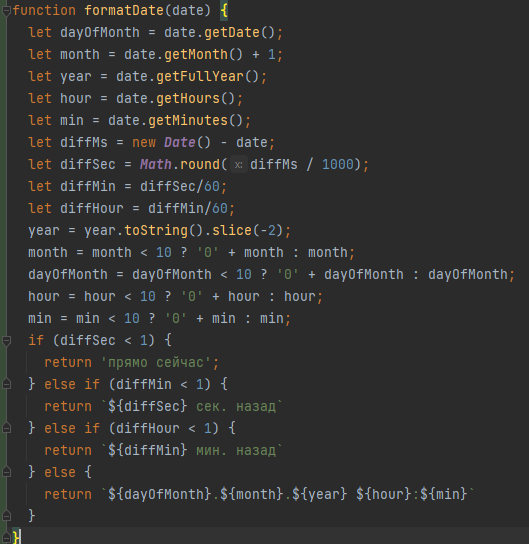 function formatDate(date) {
let dayOfMonth = date.getDate();
let month = date.getMonth() + 1;
let year = date.getFullYear();
let hour = date.getHours();
let min = date.getMinutes();
let diffMs = new Date() - date;
let diffSec = Math.round( x: diffMs / 1000);
let diffMin = diffSec/60;
let diffHour = diffMin/60;
year = year.toString().slice(-2);
month = month < 10 ? '0' + month : month;
dayOfMonth = dayOfMonth < 10 ? '0' + dayOfMonth : dayOfMonth;
hour = hour < 10 ? '0' + hour : hour;
min = min < 10 ? '0' + min : min;
if (diffSec < 1) {
return 'прямо сейчас';
} else if (diffMin < 1) {
return `${diffSec} сек. назад`
} else if (diffHour < 1) {
return `${diffMin} мин. назад`
} else {
return `${dayOfMonth}.${month}.${year} ${hour}:${min}`
}
}